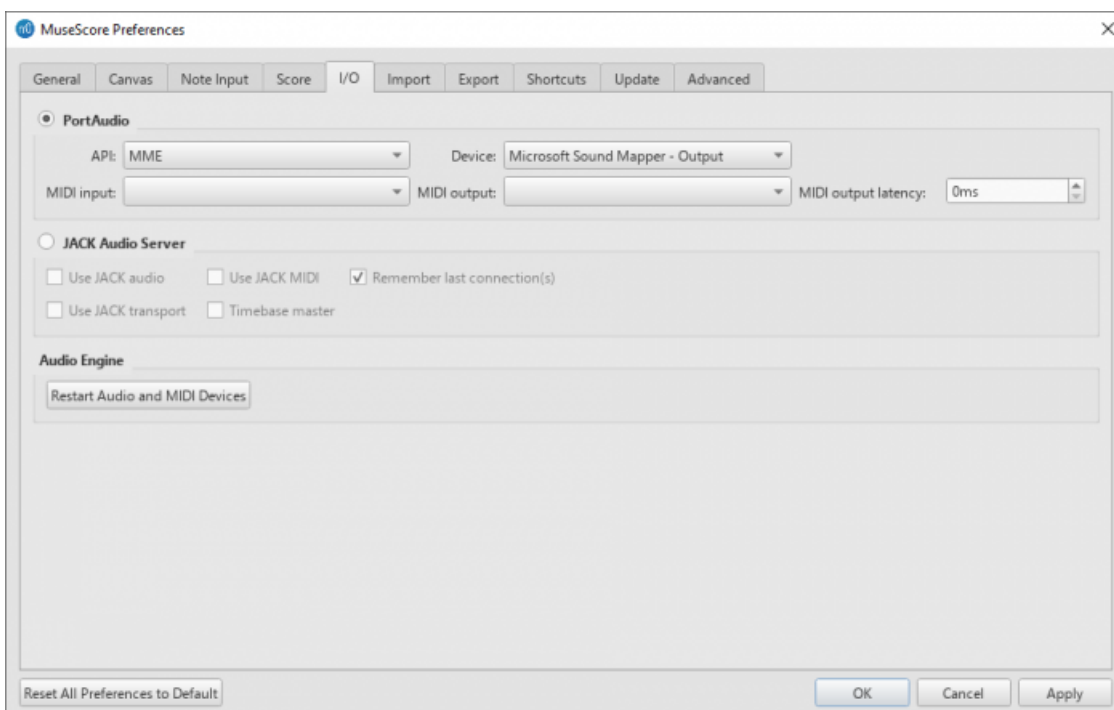 MuseScore Preferences
General Canvas Note Input Score I/O Import Export Shortcuts Update Advanced
PortAudio
API: MME Device: Microsoft Sound Mapper - Output
MIDI input: MIDI output: MIDI output latency: 0ms
JACK Audio Server
Use JACK audio Use JACK MIDI Remember last connection(s)
Use JACK transport Timebase master
Audio Engine
Restart Audio and MIDI Devices
Reset All Preferences to Default OK Cancel Apply